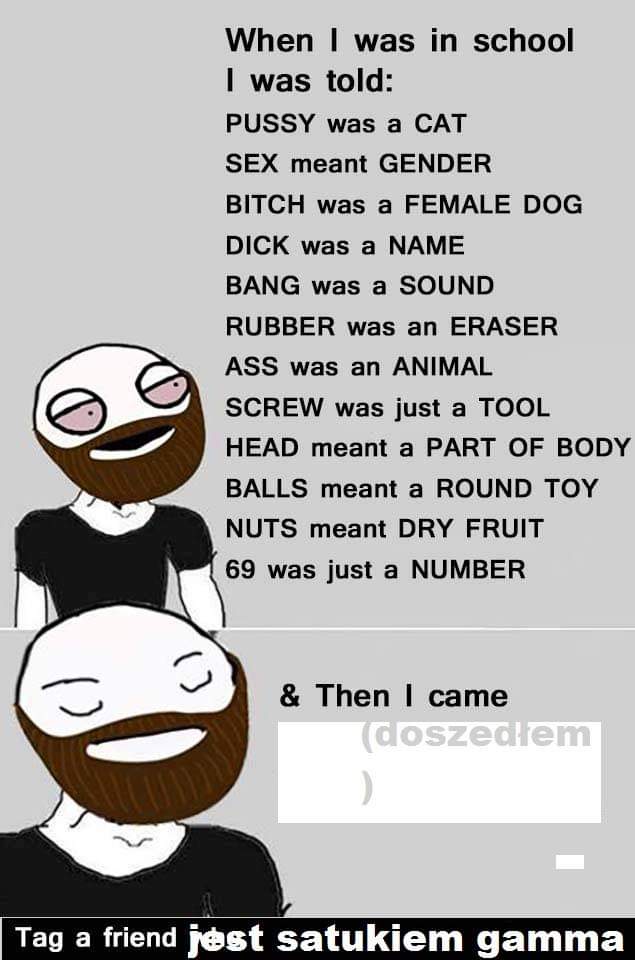 When I was in school
I was told:
PUSSY was a CAT
SEX meant GENDER
BITCH was a FEMALE DOG
DICK was a NAME
BANG was a SOUND
RUBBER was an ERASER
ASS was an ANIMAL
SCREW was just a TOOL
HEAD meant a PART OF BODY
BALLS meant a ROUND TOY
NUTS meant DRY FRUIT
69 was just a NUMBER
& Then I came
(doszedłem
)
Tag a friend jest satukiem gamma